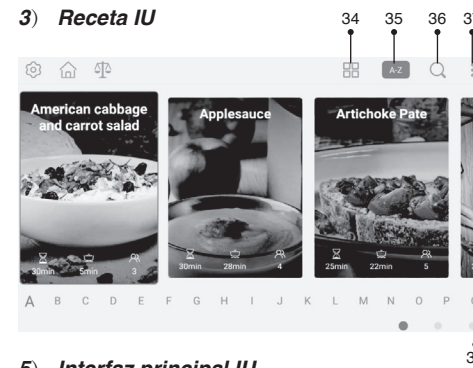 3) Receta IU
34 35 36 37
A-Z
American cabbage
and carrot salad
Applesauce
Artichoke Pate
30min 5min 3
30min 28min 4
25min 22min 5
A B C D E F G H I J K L M N O P
5) Interfaz principal IU